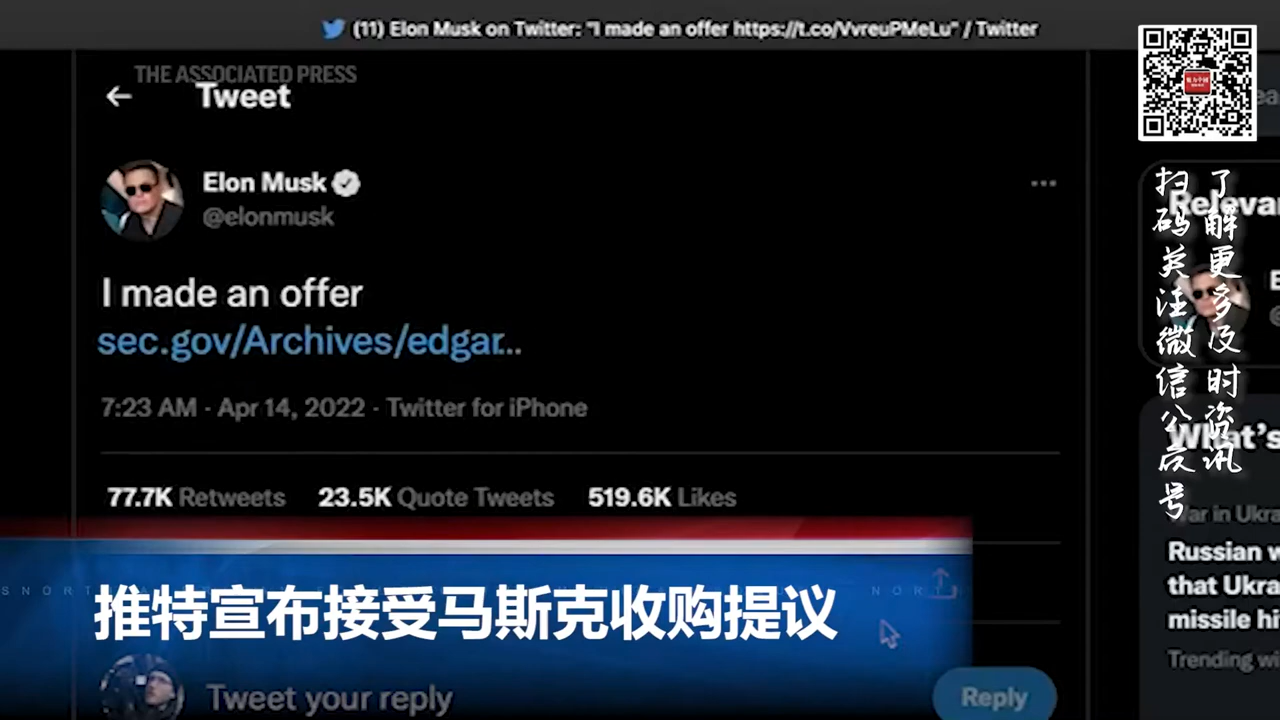 (11) Elon Musk on Twitter: "I made an offer https://t.co/VvreuPMeLu" / Twitter
THE ASSOCIATED PRESS
Tweet
Elon Musk
@elonmusk
I made an offer
sec.gov/Archives/edgar...
7:23 AM · Apr 14, 2022 · Twitter for iPhone
77.7K Retweets 23.5K Quote Tweets 519.6K Likes
推特宣布接受马斯克收购提议
Tweet your reply
Reply
了解更多及时资讯
扫码关注微信公众号
What's
War in Ukra
Russian
that Ukra
missile
Trending